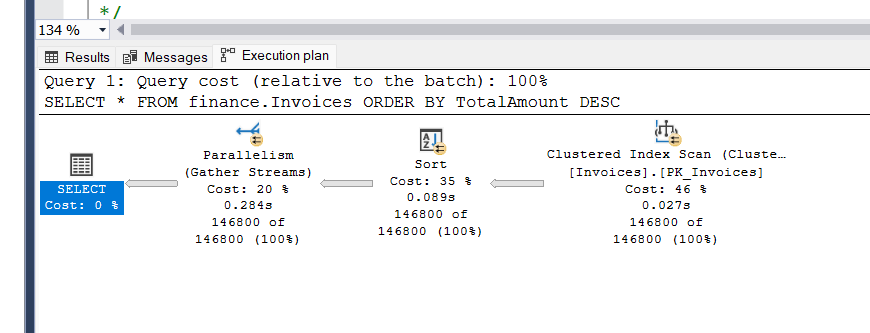 */
134 %
Results Messages Execution plan
Query 1: Query cost (relative to the batch): 100%
SELECT * FROM finance.Invoices ORDER BY TotalAmount DESC
SELECT
Cost: 0 %
Parallelism
(Gather Streams)
Cost: 20 %
0.284s
146800 of
146800 (100%)
Sort
Cost: 35 %
0.089s
146800 of
146800 (100%)
Clustered Index Scan (Cluste…
[Invoices].[PK_Invoices]
Cost: 46 %
0.027s
146800 of
146800 (100%)